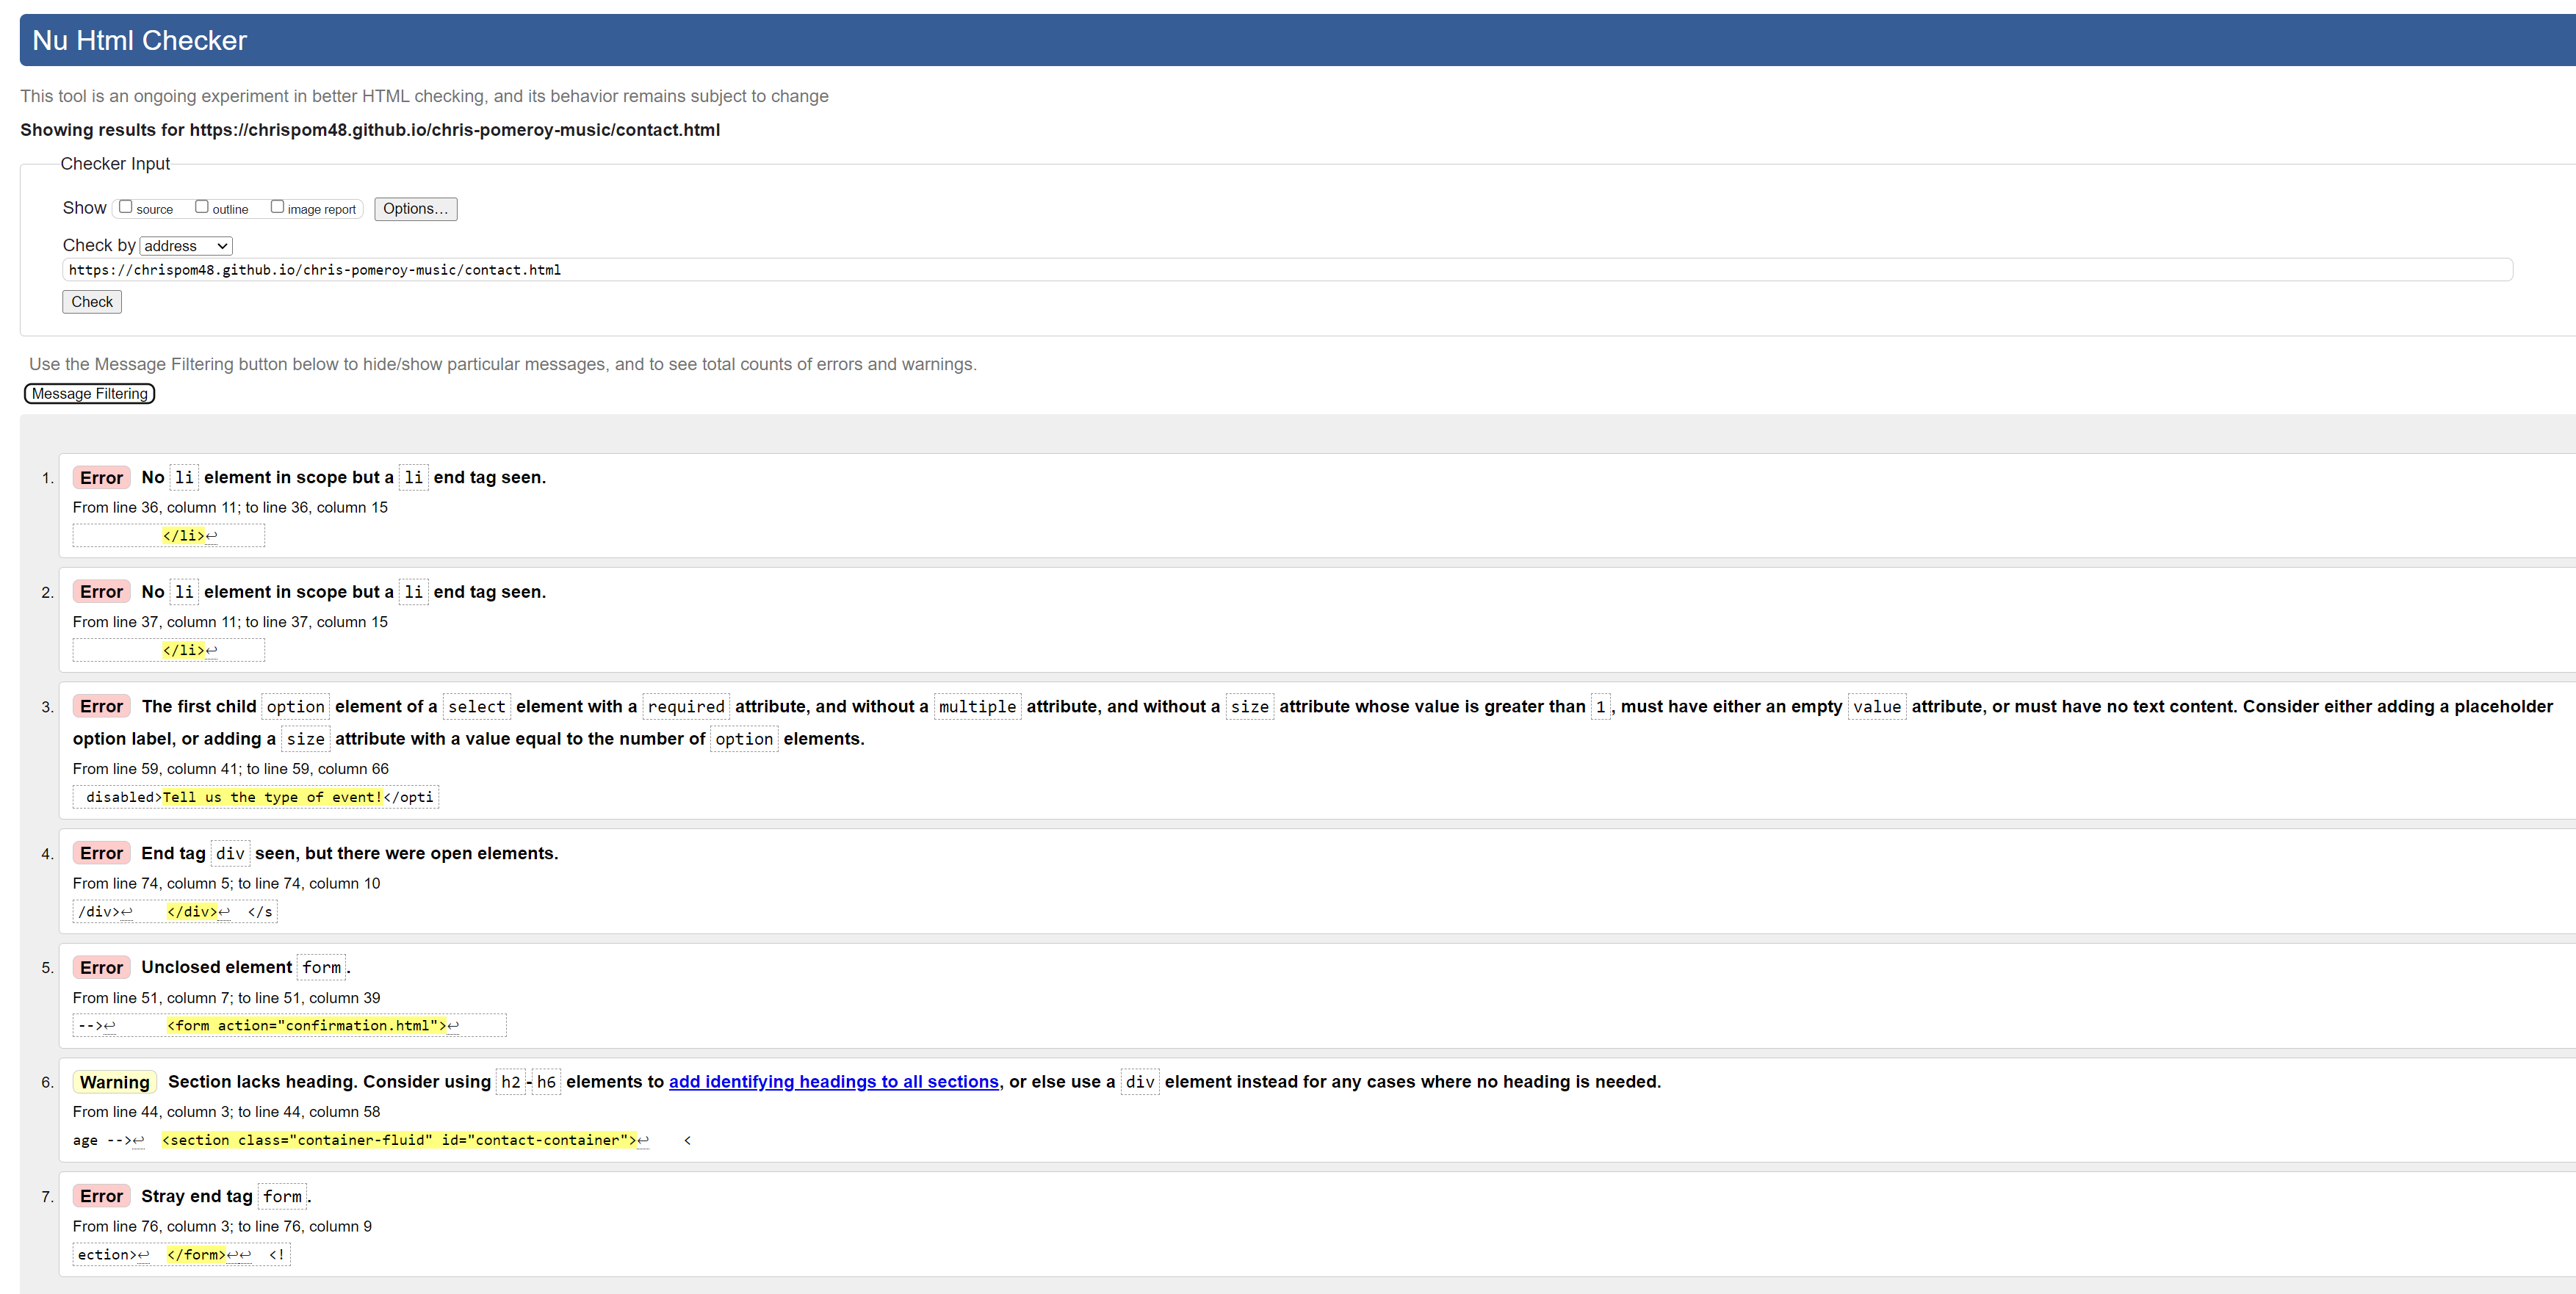 Nu Html Checker
This tool is an ongoing experiment in better HTML checking, and its behavior remains subject to change
Showing results for https://chrispom48.github.io/chris-pomeroy-music/contact.html
Checker Input
Show source outline image report Options...
Check by address
https://chrispom48.github.io/chris-pomeroy-music/contact.html
Check
Use the Message Filtering button below to hide/show particular messages, and to see total counts of errors and warnings.
Message Filtering
1. Error No li element in scope but a li end tag seen.
From line 36, column 11; to line 36, column 15
</li>↩
2. Error No li element in scope but a li end tag seen.
From line 37, column 11; to line 37, column 15
</li>↩
3. Error The first child option element of a select element with a required attribute, and without a multiple attribute, and without a size attribute whose value is greater than 1, must have either an empty value attribute, or must have no text content. Consider either adding a placeholder
option label, or adding a size attribute with a value equal to the number of option elements.
From line 59, column 41; to line 59, column 66
disabled>Tell us the type of event!</opti
4. Error End tag div seen, but there were open elements.
From line 74, column 5; to line 74, column 10
/div>↩ </div>↩ </s
5. Error Unclosed element form.
From line 51, column 7; to line 51, column 39
-->↩ <form action="confirmation.html">↩
6. Warning Section lacks heading. Consider using h2-h6 elements to add identifying headings to all sections, or else use a div element instead for any cases where no heading is needed.
From line 44, column 3; to line 44, column 58
age -->↩ <section class="container-fluid" id="contact-container">↩ <
7. Error Stray end tag form.
From line 76, column 3; to line 76, column 9
ection>↩ </form>↩↩ <!